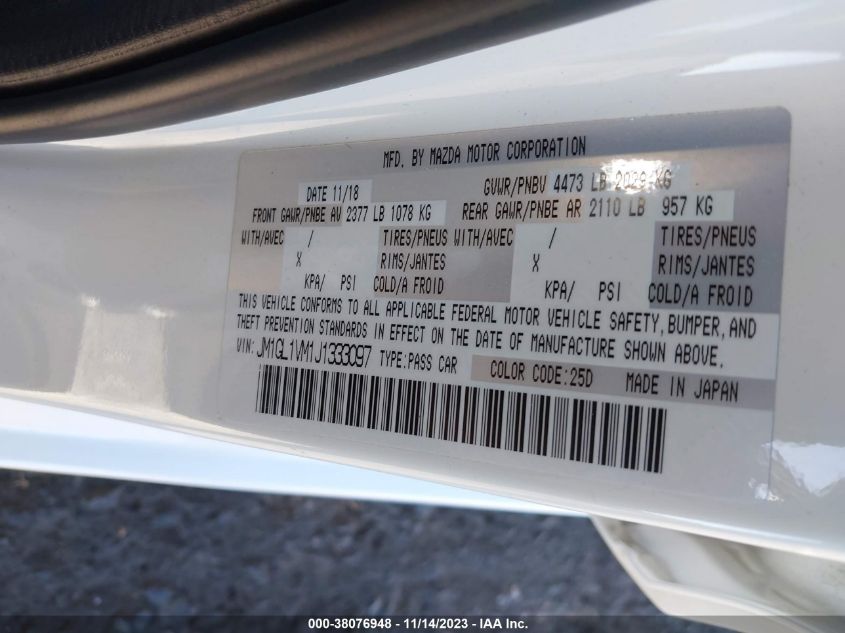 MFD. BY MAZDA MOTOR CORPORATION
DATE 11/18 GVWR/PNBV 4473 LB 2029 KG
FRONT GAWR/PNBE AV 2377 LB 1078 KG REAR GAWR/PNBE AR 2110 LB 957 KG
WITH/AVEC / TIRES/PNEUS WITH/AVEC / TIRES/PNEUS
X RIMS/JANTES X RIMS/JANTES
KPA/ PSI COLD/A FROID KPA/ PSI COLD/A FROID
THIS VEHICLE CONFORMS TO ALL APPLICABLE FEDERAL MOTOR VEHICLE SAFETY, BUMPER, AND
THEFT PREVENTION STANDARDS IN EFFECT ON THE DATE OF MANUFACTURE SHOWN ABOVE.
VIN: JM1GL1VM1J1333097 TYPE:PASS CAR COLOR CODE:25D MADE IN JAPAN
000-38076948 - 11/14/2023 - IAAI Inc.